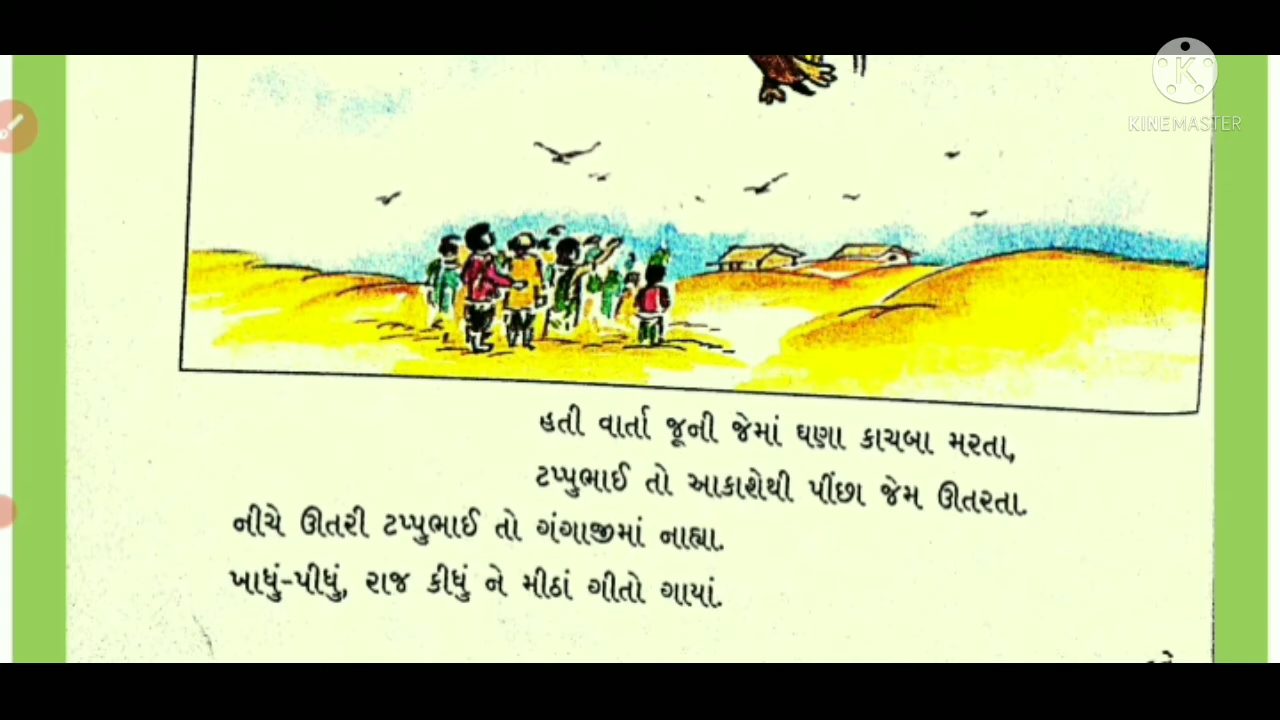 KINEMASTER
હતી વાર્તા જૂની જેમાં ઘણા કાચબા મરતા,
ટપ્પુભાઈ તો આકાશેથી પીંછા જેમ ઊતરતા.
નીચે ઊતરી ટપ્પુભાઈ તો ગંગાજીમાં નાહ્યા.
ખાધું-પીધું, રાજ કીધું ને મીઠાં ગીતો ગાયાં.